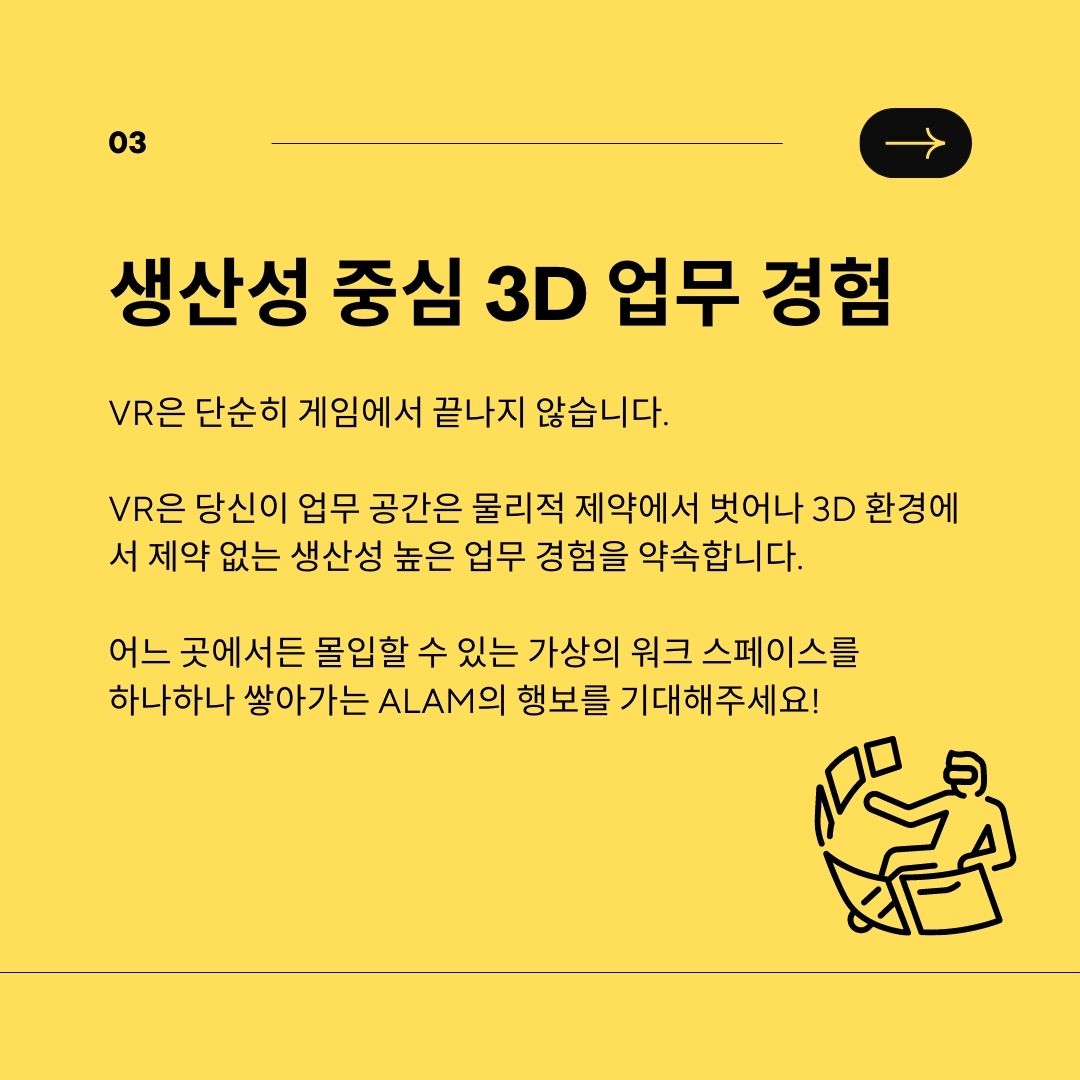 03
생산성 중심 3D 업무 경험
VR은 단순히 게임에서 끝나지 않습니다.
VR은 당신이 업무 공간은 물리적 제약에서 벗어나 3D 환경에
서 제약 없는 생산성 높은 업무 경험을 약속합니다.
어느 곳에서든 몰입할 수 있는 가상의 워크 스페이스를
하나하나 쌓아가는 ALAM의 행보를 기대해주세요!